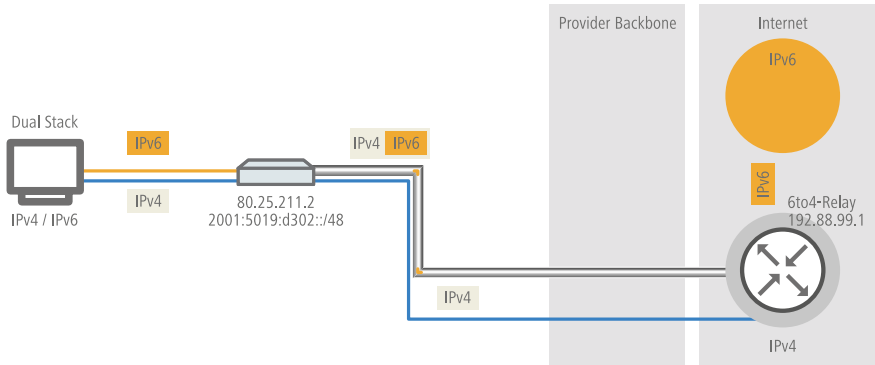 Provider Backbone
Internet
IPv6
Dual Stack
IPv6
IPv4 IPv6
IPv6
IPv4
6to4-Relay
192.88.99.1
IPv4 / IPv6
80.25.211.2
2001:5019:d302::/48
IPv4
IPv4